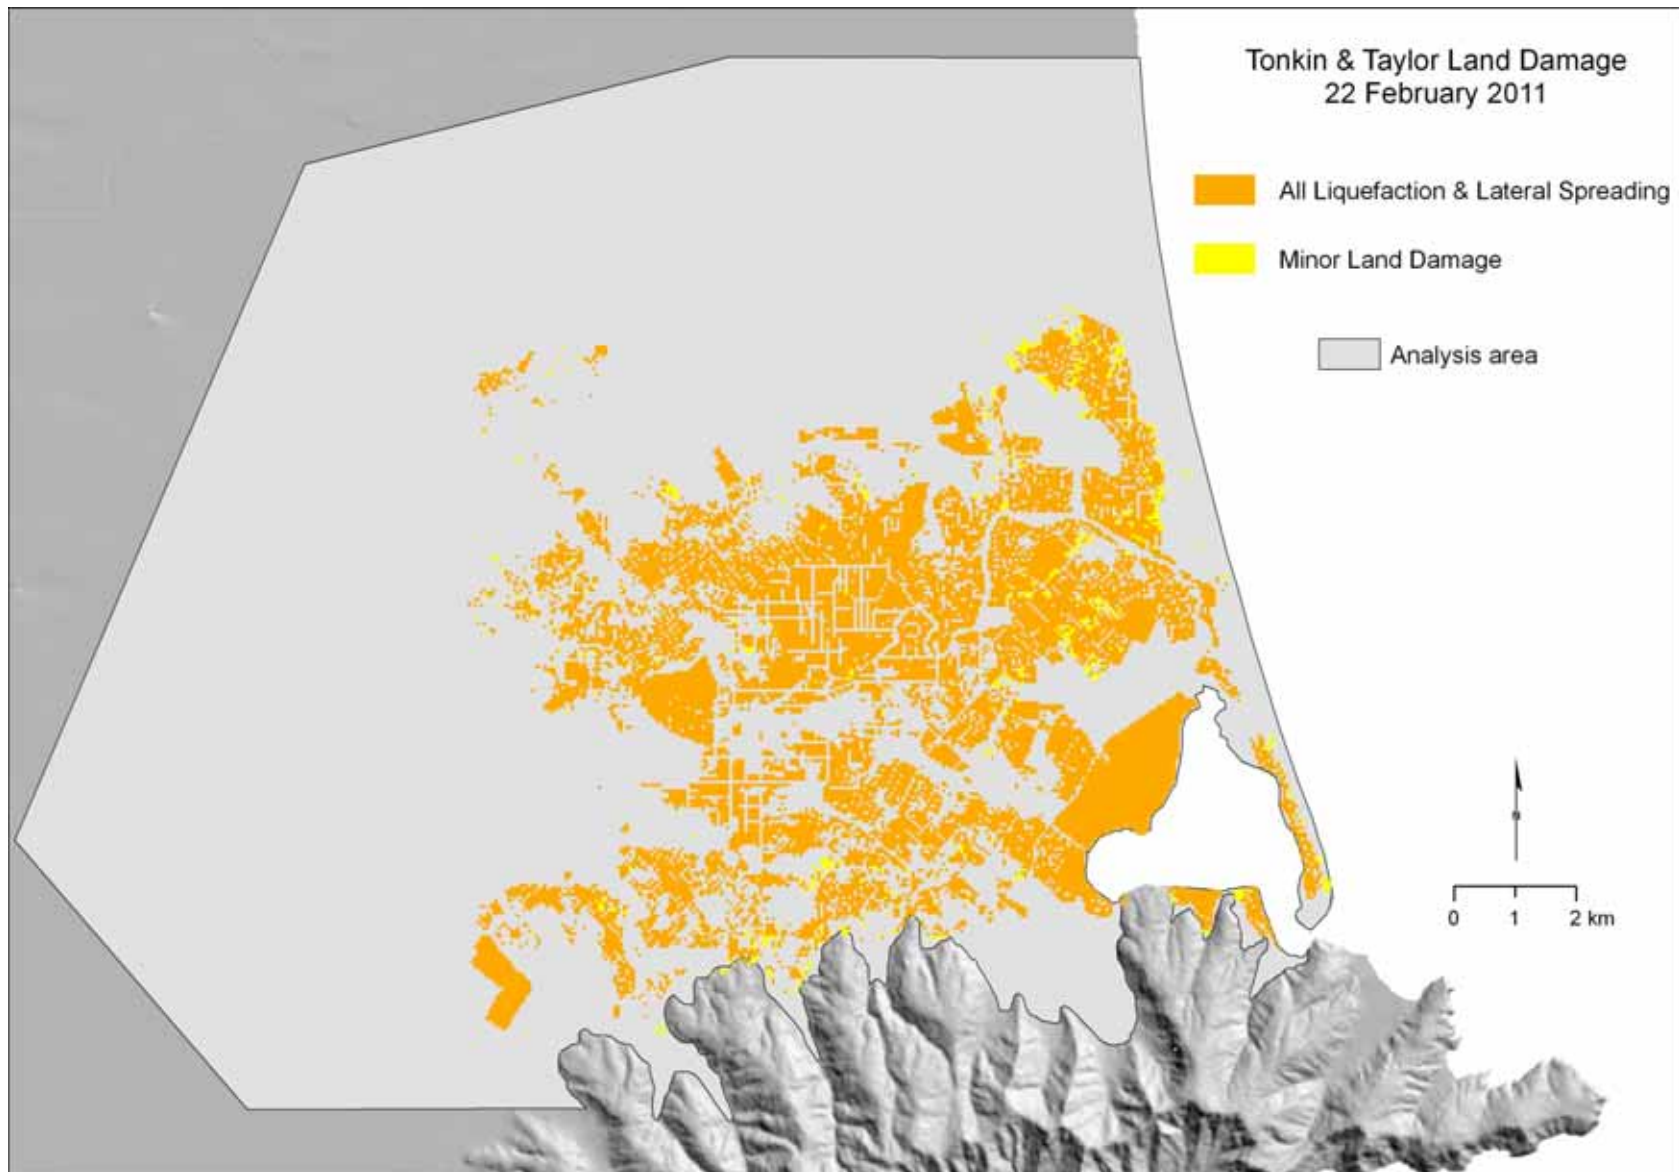 Tonkin & Taylor Land Damage
22 February 2011
All Liquefaction & Lateral Spreading
Minor Land Damage
Analysis area
N
0 1 2 km